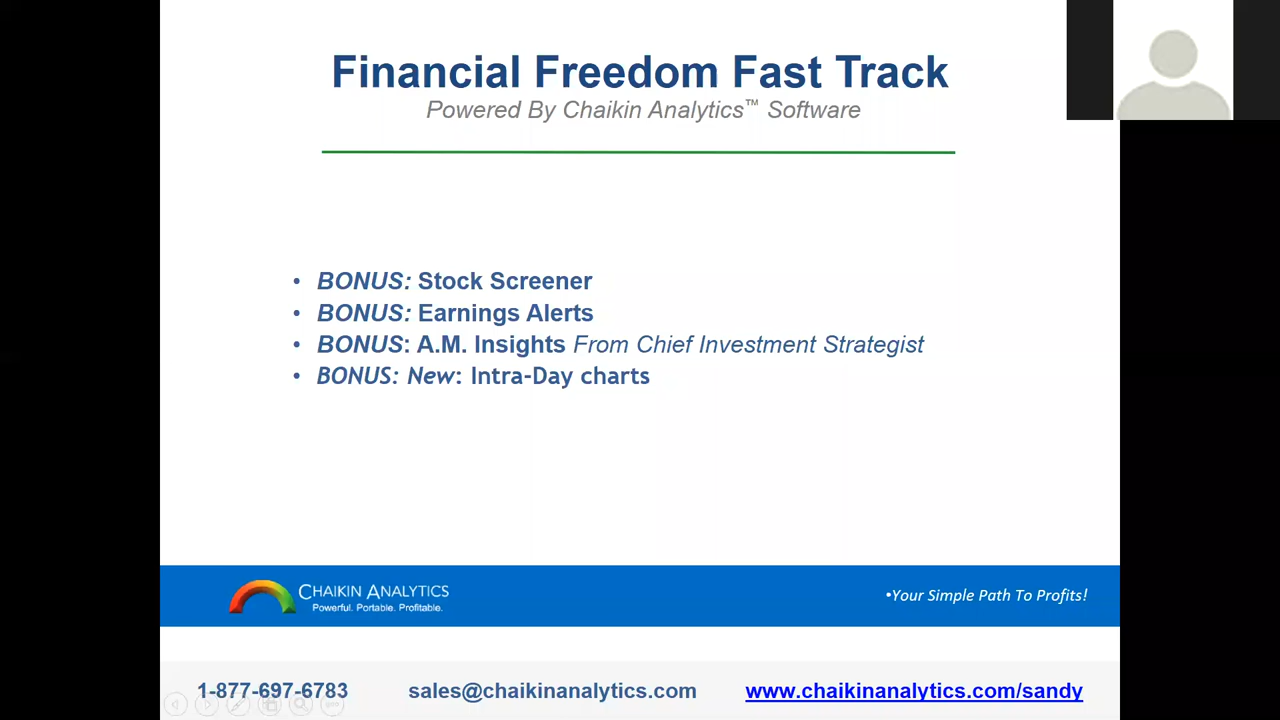 Financial Freedom Fast Track
Powered By Chaikin Analytics™ Software
• BONUS: Stock Screener
• BONUS: Earnings Alerts
• BONUS: A.M. Insights From Chief Investment Strategist
• BONUS: New: Intra-Day charts
CHAIKIN ANALYTICS
Powerful. Portable. Profitable.
•Your Simple Path To Profits!
1-877-697-6783 sales@chaikinanalytics.com www.chaikinanalytics.com/sandy